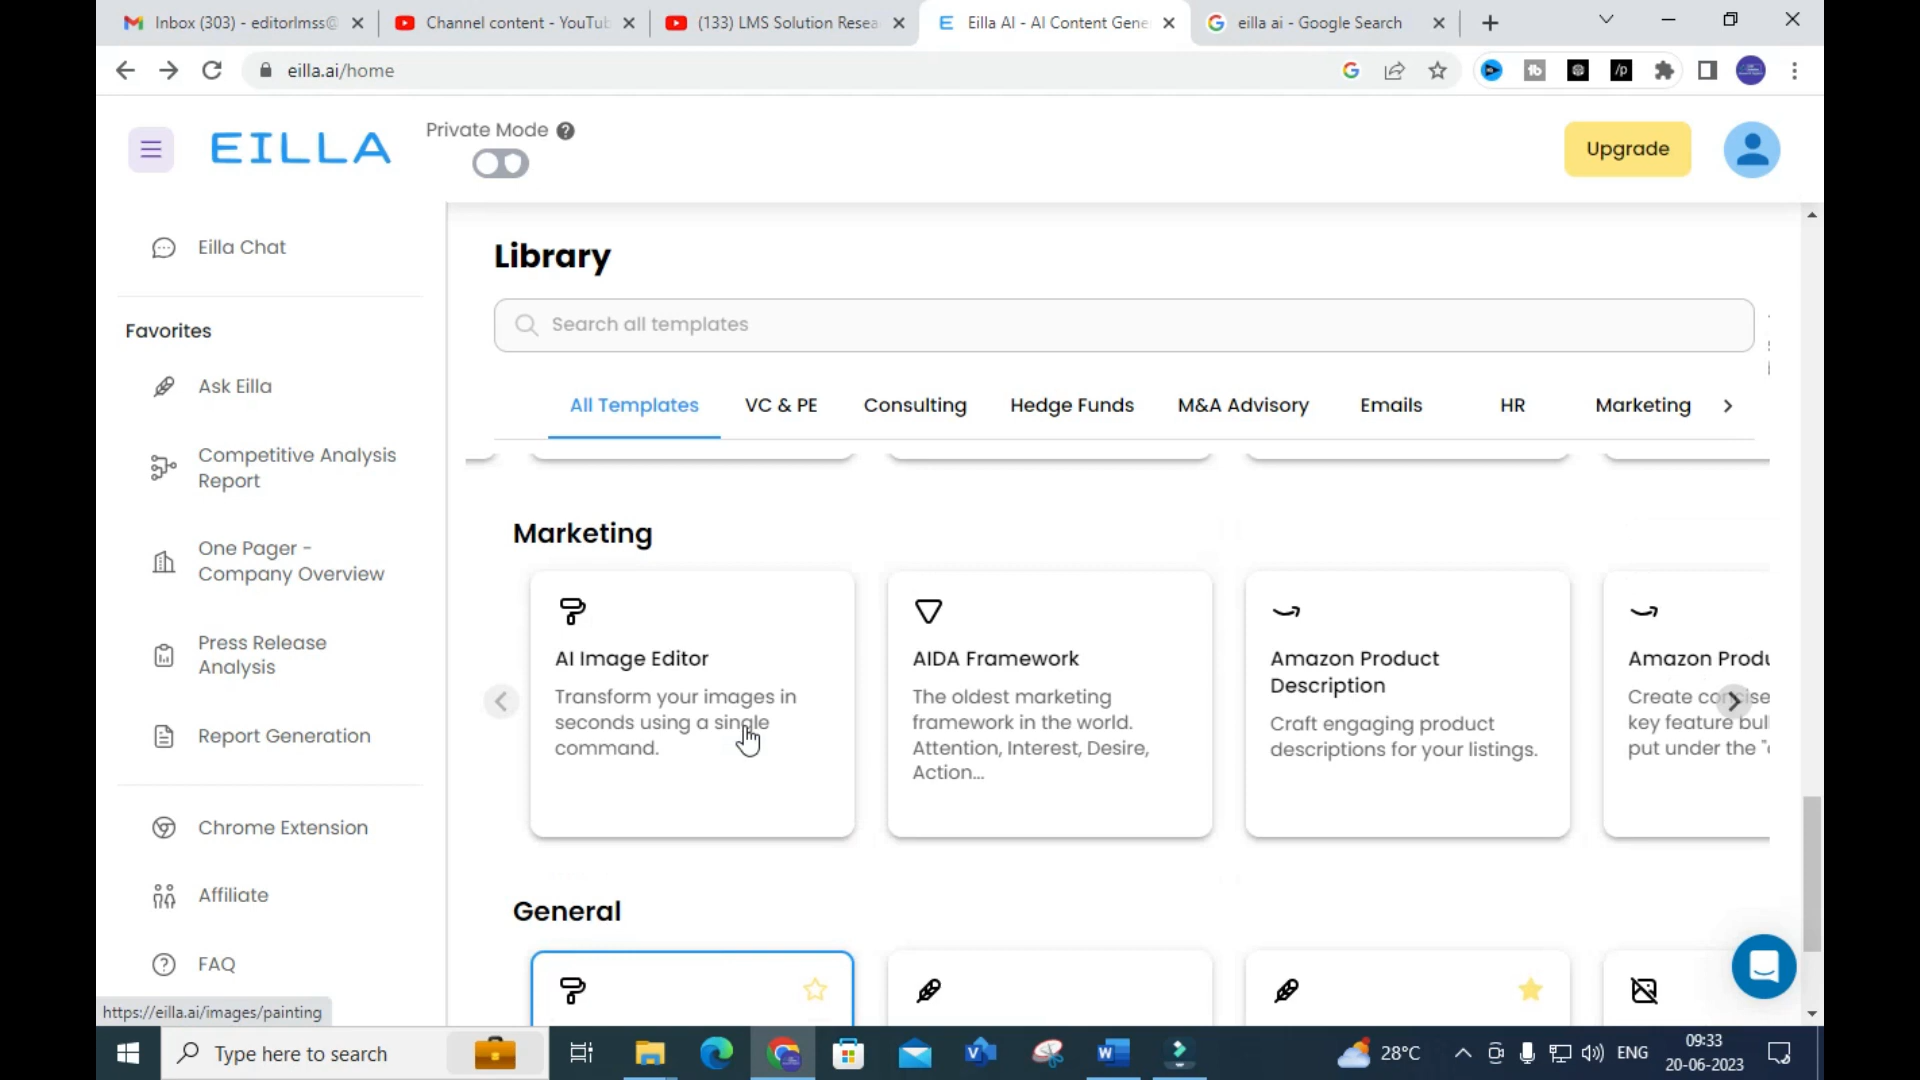 Inbox (303) - editorlmss@
Channel content - YouTub
(133) LMS Solution Resea
Eilla AI - AI Content Gene
eilla ai - Google Search
eilla.ai/home
EILLA
Private Mode
Upgrade
Eilla Chat
Favorites
Ask Eilla
Competitive Analysis
Report
One Pager -
Company Overview
Press Release
Analysis
Report Generation
Chrome Extension
Affiliate
FAQ
https://eilla.ai/images/painting
Library
Search all templates
All Templates
VC & PE
Consulting
Hedge Funds
M&A Advisory
Emails
HR
Marketing
Marketing
AI Image Editor
Transform your images in
seconds using a single
command.
AIDA Framework
The oldest marketing
framework in the world.
Attention, Interest, Desire,
Action...
Amazon Product
Description
Craft engaging product
descriptions for your listings.
Amazon Produ
Create concise
key feature bul
put under the "
General
Type here to search
28°C
ENG
09:33
20-06-2023